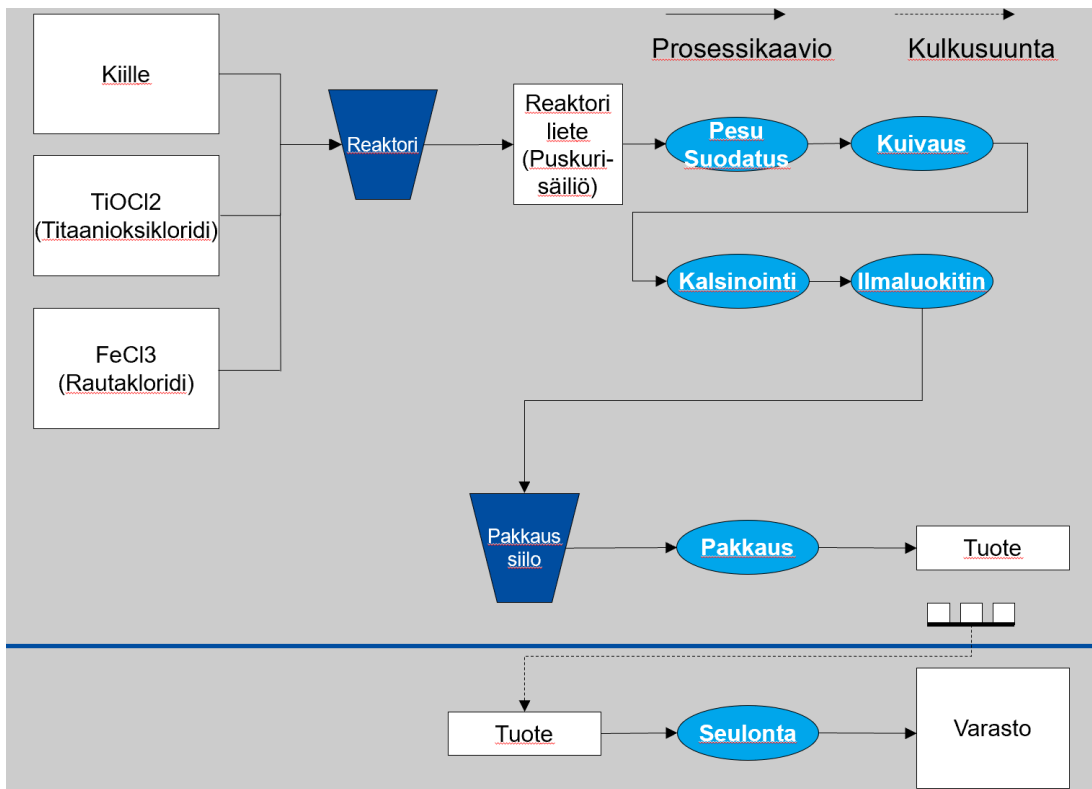 Prosessikaavio
Kulkusuunta
Kiille
TiOCl2
(Titaanioksikloridi)
FeCl3
(Rautakloridi)
Reaktori
Reaktori
liete
(Puskuri-
säiliö)
Pesu
Suodatus
Kuivaus
Kalsinointi
Ilmaluokitin
Pakkaus
siilo
Pakkaus
Tuote
Tuote
Seulonta
Varasto